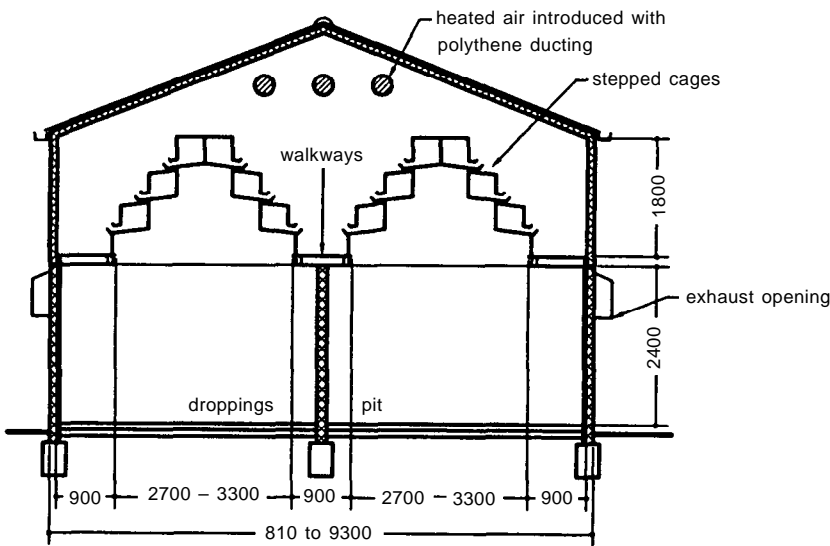 heated air introduced with
polythene ducting
stepped cages
walkways
1800
exhaust opening
2400
droppings pit
900 2700 – 3300 900 2700 – 3300 900
810 to 9300